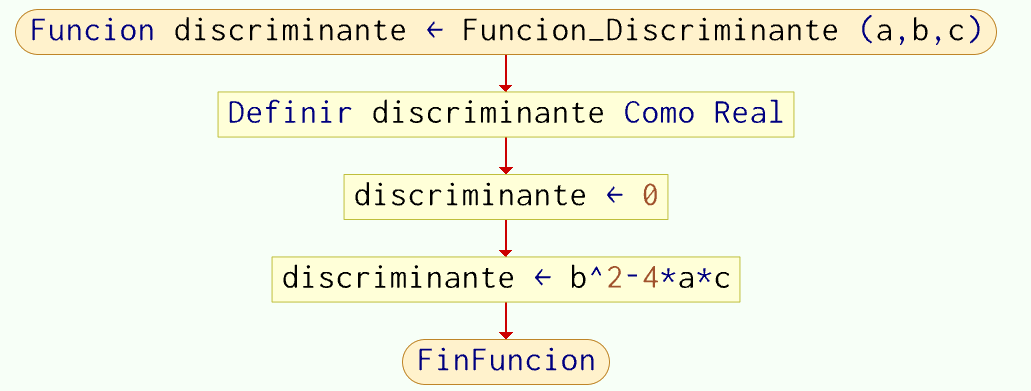 Funcion discriminante ← Funcion_Discriminante (a,b,c)
Definir discriminante Como Real
discriminante ← 0
discriminante ← b^2-4*a*c
FinFuncion